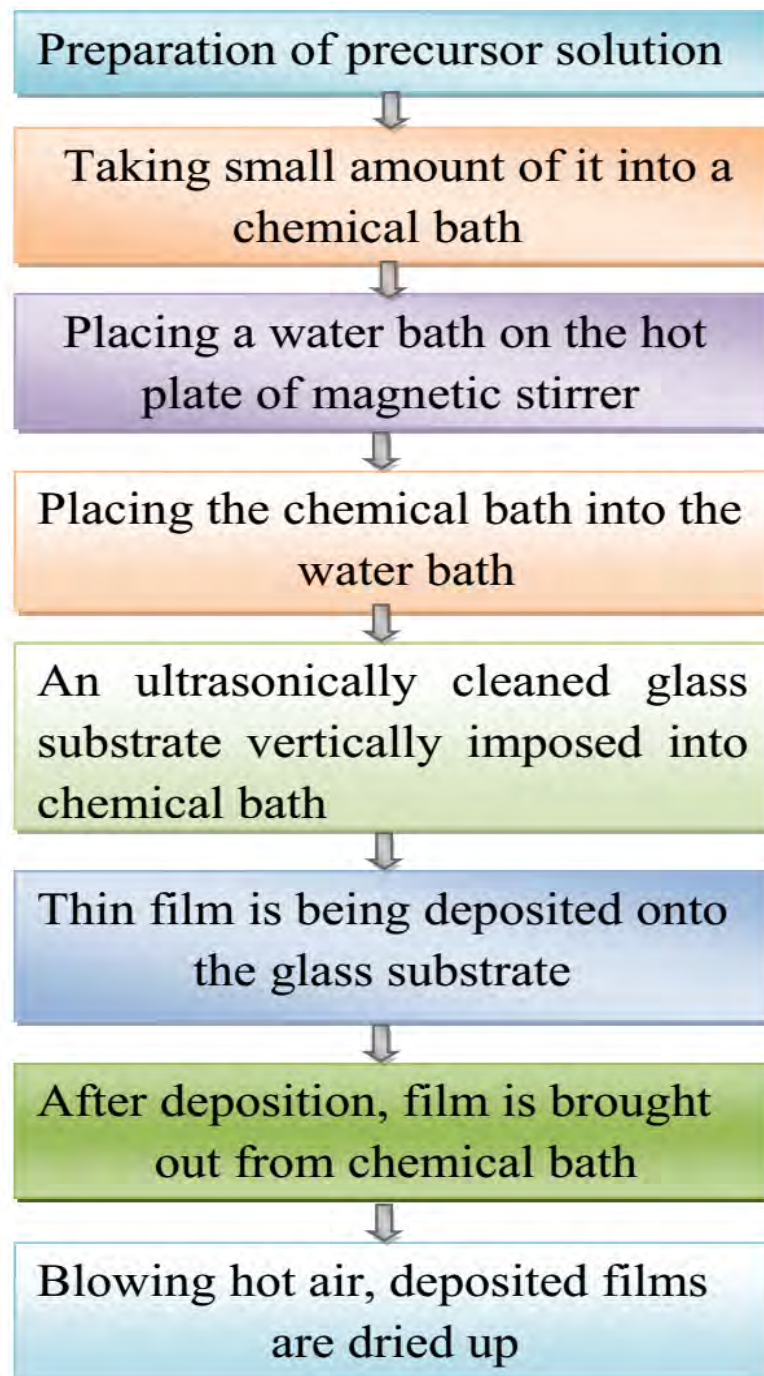 Preparation of precursor solution
Taking small amount of it into a
chemical bath
Placing a water bath on the hot
plate of magnetic stirrer
Placing the chemical bath into the
water bath
An ultrasonically cleaned glass
substrate vertically imposed into
chemical bath
Thin film is being deposited onto
the glass substrate
After deposition, film is brought
out from chemical bath
Blowing hot air, deposited films
are dried up